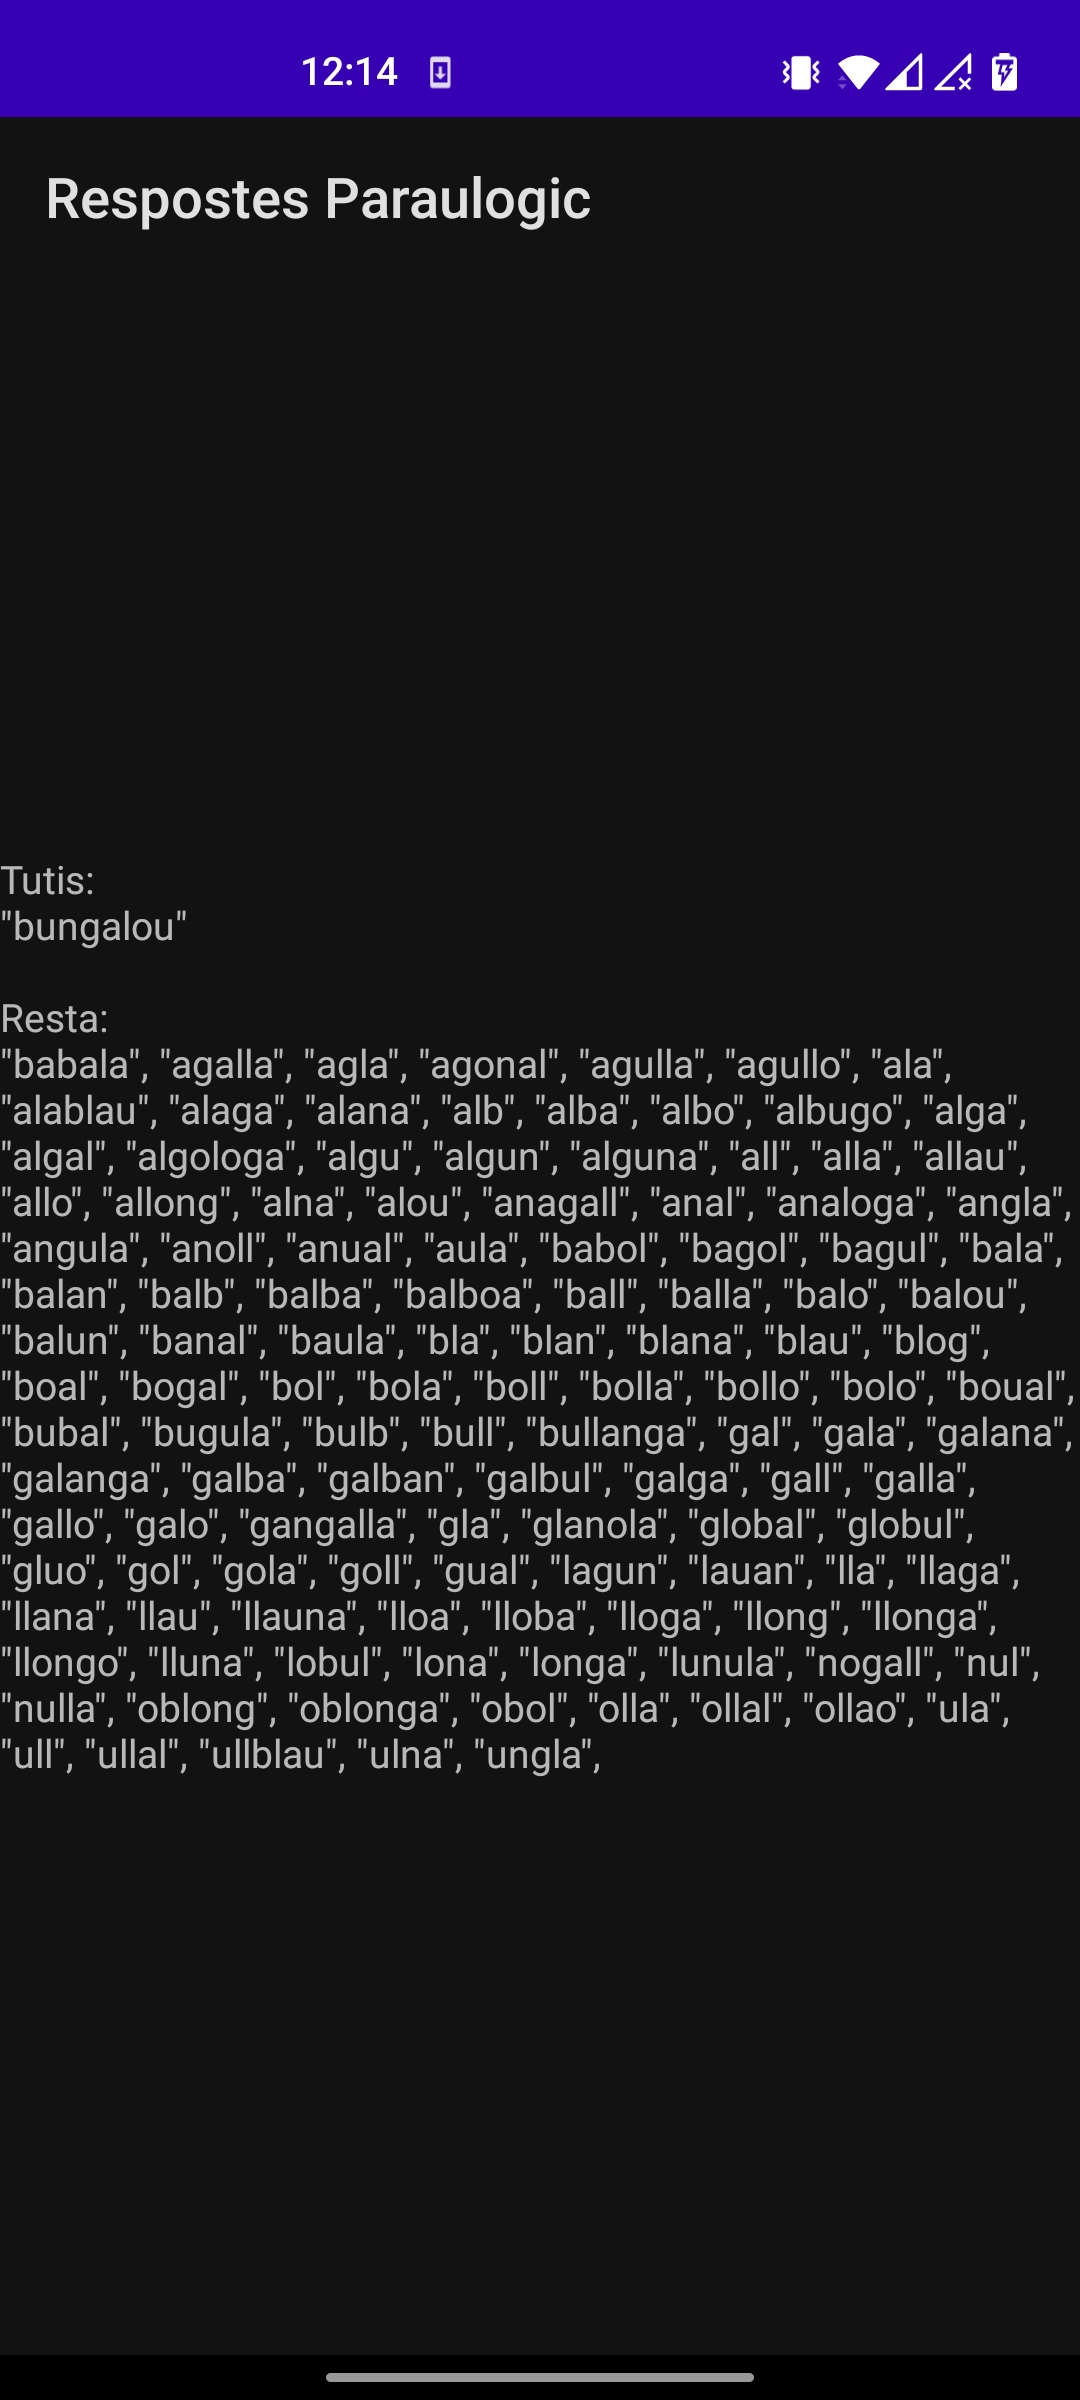 12:14
Respostes Paraulogic
Tutis:
"bungalou"
Resta:
"babala", "agalla", "agla", "agonal", "agulla", "agullo", "ala",
"alablau", "alaga", "alana", "alb", "alba", "albo", "albugo", "alga",
"algal", "algologa", "algu", "algun", "alguna", "all", "alla", "allau",
"allo", "allong", "alna", "alou", "anagall", "anal", "analoga", "angla",
"angula", "anoll", "anual", "aula", "babol", "bagol", "bagul", "bala",
"balan", "balb", "balba", "balboa", "ball", "balla", "balo", "balou",
"balun", "banal", "baula", "bla", "blan", "blana", "blau", "blog",
"boal", "bogal", "bol", "bola", "boll", "bolla", "bollo", "bolo", "boual",
"bubal", "bugula", "bulb", "bull", "bullanga", "gal", "gala", "galana",
"galanga", "galba", "galban", "galbul", "galga", "gall", "galla",
"gallo", "galo", "gangalla", "gla", "glanola", "global", "globul",
"gluo", "gol", "gola", "goll", "gual", "lagun", "lauan", "lla", "llaga",
"llana", "llau", "llauna", "lloa", "lloba", "lloga", "llong", "llonga",
"llongo", "lluna", "lobul", "lona", "longa", "lunula", "nogall", "nul",
"nulla", "oblong", "oblonga", "obol", "olla", "ollal", "ollao", "ula",
"ull", "ullal", "ullblau", "ulna", "ungla",